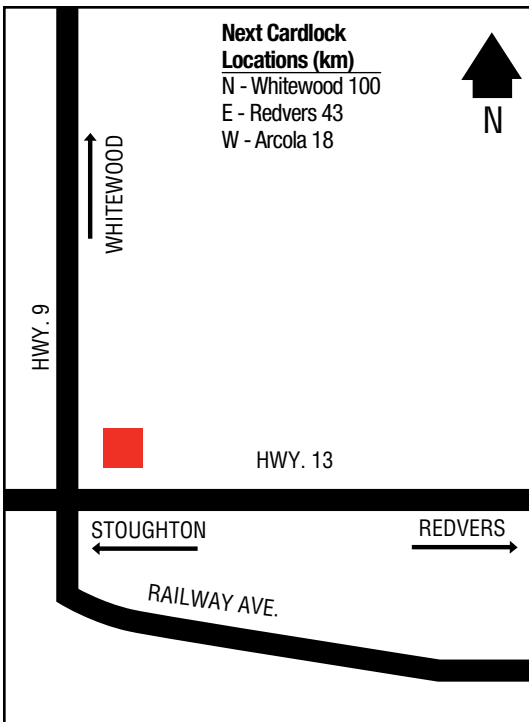 Next Cardlock
Locations (km)
N - Whitewood 100
E - Redvers 43
W - Arcola 18
N
WHITEWOOD
HWY. 9
HWY. 13
STOUGHTON
REDVERS
RAILWAY AVE.